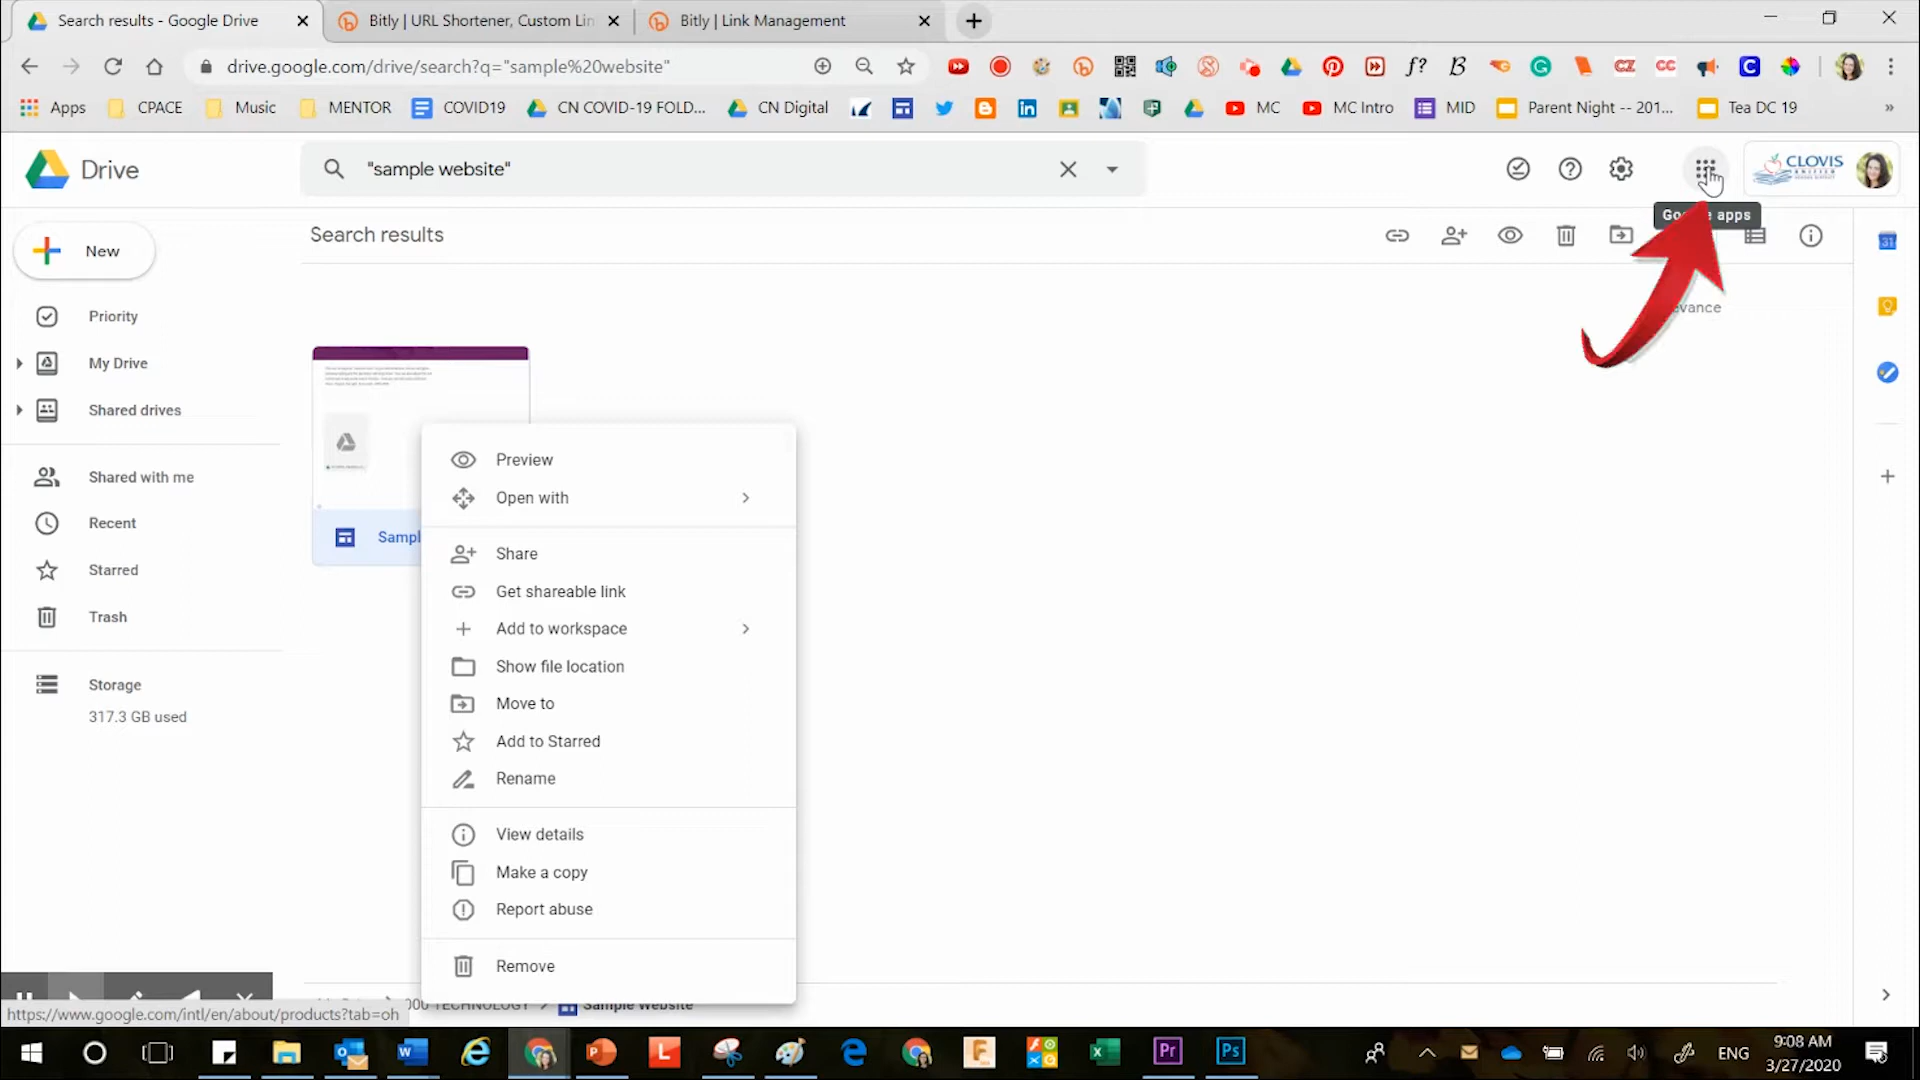 Search results - Google Drive
Bitly | URL Shortener, Custom Lin
Bitly | Link Management
drive.google.com/drive/search?q="sample%20website"
Apps
CPACE
Music
MENTOR
COVID19
CN COVID-19 FOLD...
CN Digital
MC
MC Intro
MID
Parent Night -- 201...
Tea DC 19
»
Drive
"sample website"
CLOVIS
UNIFIED
Search results
New
Priority
My Drive
Shared drives
Shared with me
Recent
Starred
Trash
Storage
317.3 GB used
Sampl
Preview
Open with
Share
Get shareable link
Add to workspace
Show file location
Move to
Add to Starred
Rename
View details
Make a copy
Report abuse
Remove
TECHNOLOGY
Sample Website
https://www.google.com/intl/en/about/products?tab=oh
ENG
9:08 AM
3/27/2020